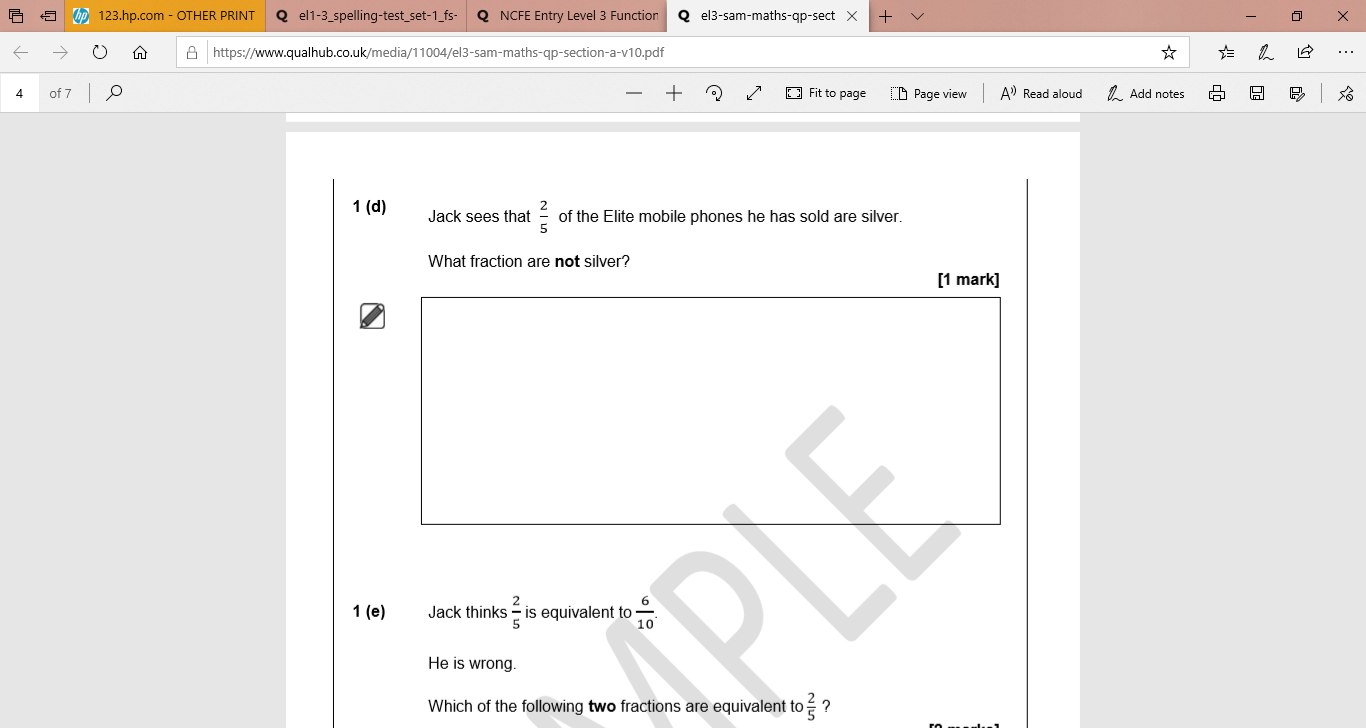 123.hp.com - OTHER PRINT
el1-3_spelling-test_set-1_fs-
NCFE Entry Level 3 Function
el3-sam-maths-qp-sect
https://www.qualhub.co.uk/media/11004/el3-sam-maths-qp-section-a-v10.pdf
4 of 7
Fit to page
Page view
Read aloud
Add notes
1 (d) Jack sees that 2/5 of the Elite mobile phones he has sold are silver.
What fraction are not silver?
[1 mark]
1 (e) Jack thinks 2/5 is equivalent to 6/10.
He is wrong.
Which of the following two fractions are equivalent to 2/5 ?
MPLE